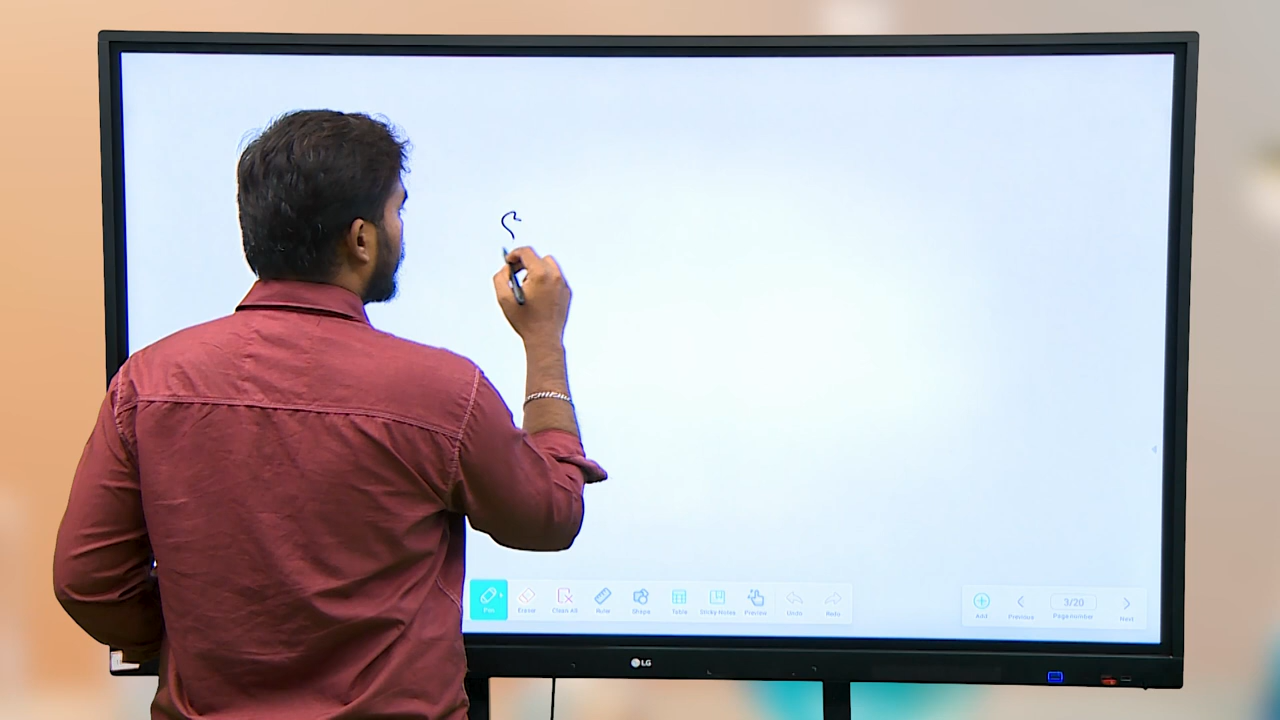 Pen Eraser Clean All Ruler Shape Table Sticky Notes Preview Undo Redo
Add Previous 3/20 Page number Next
LG